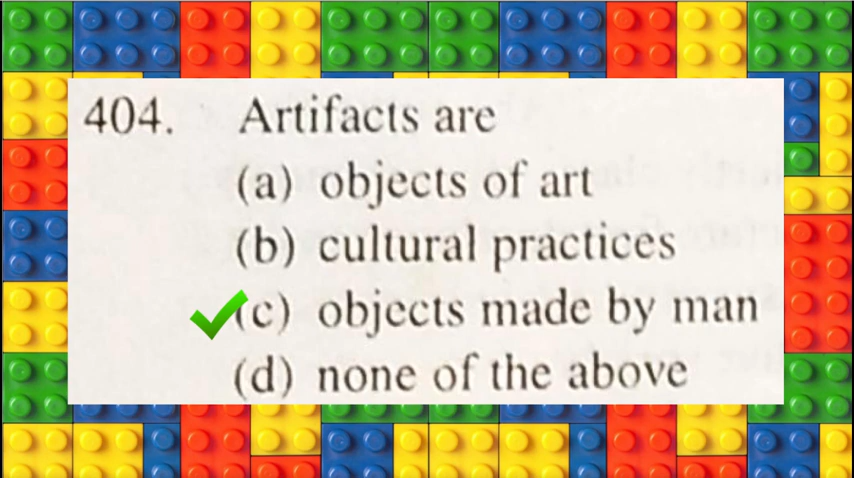 404. Artifacts are
(a) objects of art
(b) cultural practices
(c) objects made by man
(d) none of the above